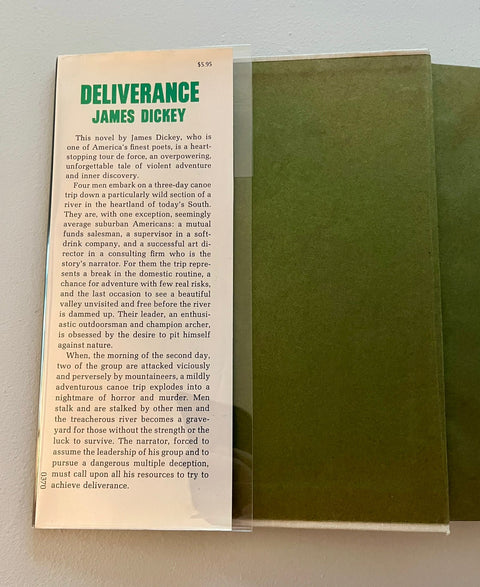 $5.95
DELIVERANCE
JAMES DICKEY
This novel by James Dickey, who is
one of America's finest poets, is a heart-
stopping tour de force, an overpowering,
unforgettable tale of violent adventure
and inner discovery.
Four men embark on a three-day canoe
trip down a particularly wild section of a
river in the heartland of today's South.
They are, with one exception, seemingly
average suburban Americans: a mutual
funds salesman, a supervisor in a soft-
drink company, and a successful art di-
rector in a consulting firm who is the
story's narrator. For them the trip repre-
sents a break in the domestic routine, a
chance for adventure with few real risks,
and the last occasion to see a beautiful
valley unvisited and free before the river
is dammed up. Their leader, an enthusi-
astic outdoorsman and champion archer,
is obsessed by the desire to pit himself
against nature.
When, the morning of the second day,
two of the group are attacked viciously
and perversely by mountaineers, a mildly
adventurous canoe trip explodes into a
nightmare of horror and murder. Men
stalk and are stalked by other men and
the treacherous river becomes a grave-
yard for those without the strength or the
luck to survive. The narrator, forced to
assume the leadership of his group and to
pursue a dangerous multiple deception,
must call upon all his resources to try to
achieve deliverance.
0370